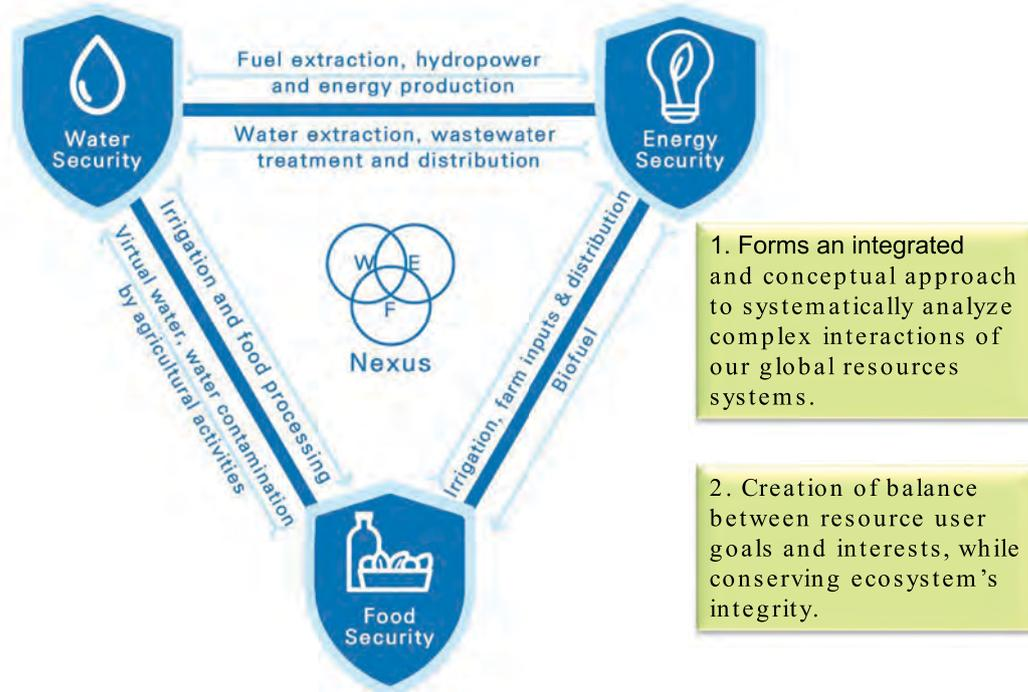 Water
Security
Fuel extraction, hydropower
and energy production
Water extraction, wastewater
treatment and distribution
Energy
Security
Irrigation and food processing
Virtual water, water contamination
by agricultural activities
W E
F
Nexus
Irrigation, farm inputs & distribution
Biofuel
Food
Security
1. Forms an integrated
and conceptual approach
to systematically analyze
complex interactions of
our global resources
systems.
2. Creation of balance
between resource user
goals and interests, while
conserving ecosystem’s
integrity.